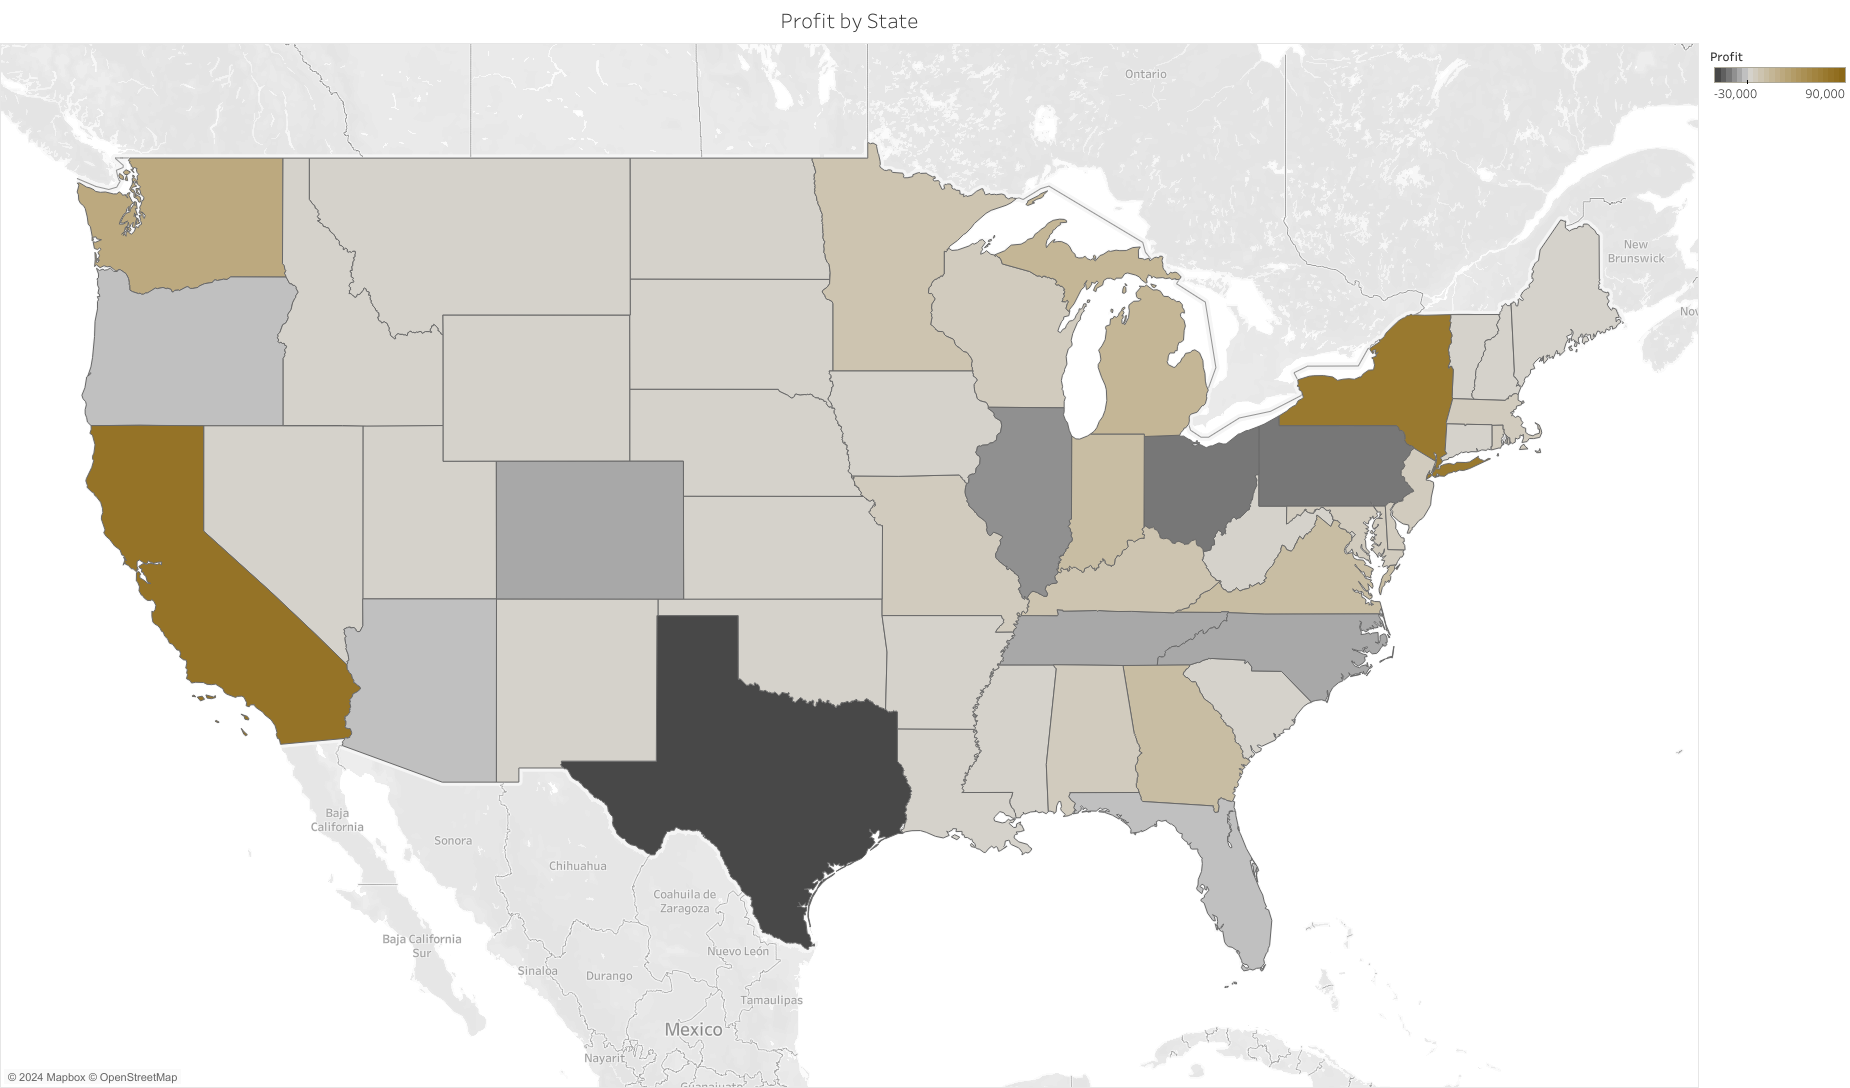 Profit by State
Profit
-30,000 90,000
Ontario
New
Brunswick
Baja
California
Sonora
Chihuahua
Coahuila de
Zaragoza
Baja California
Sur
Nuevo León
Sinaloa
Durango
Tamaulipas
Mexico
Nayarit
© 2024 Mapbox © OpenStreetMap